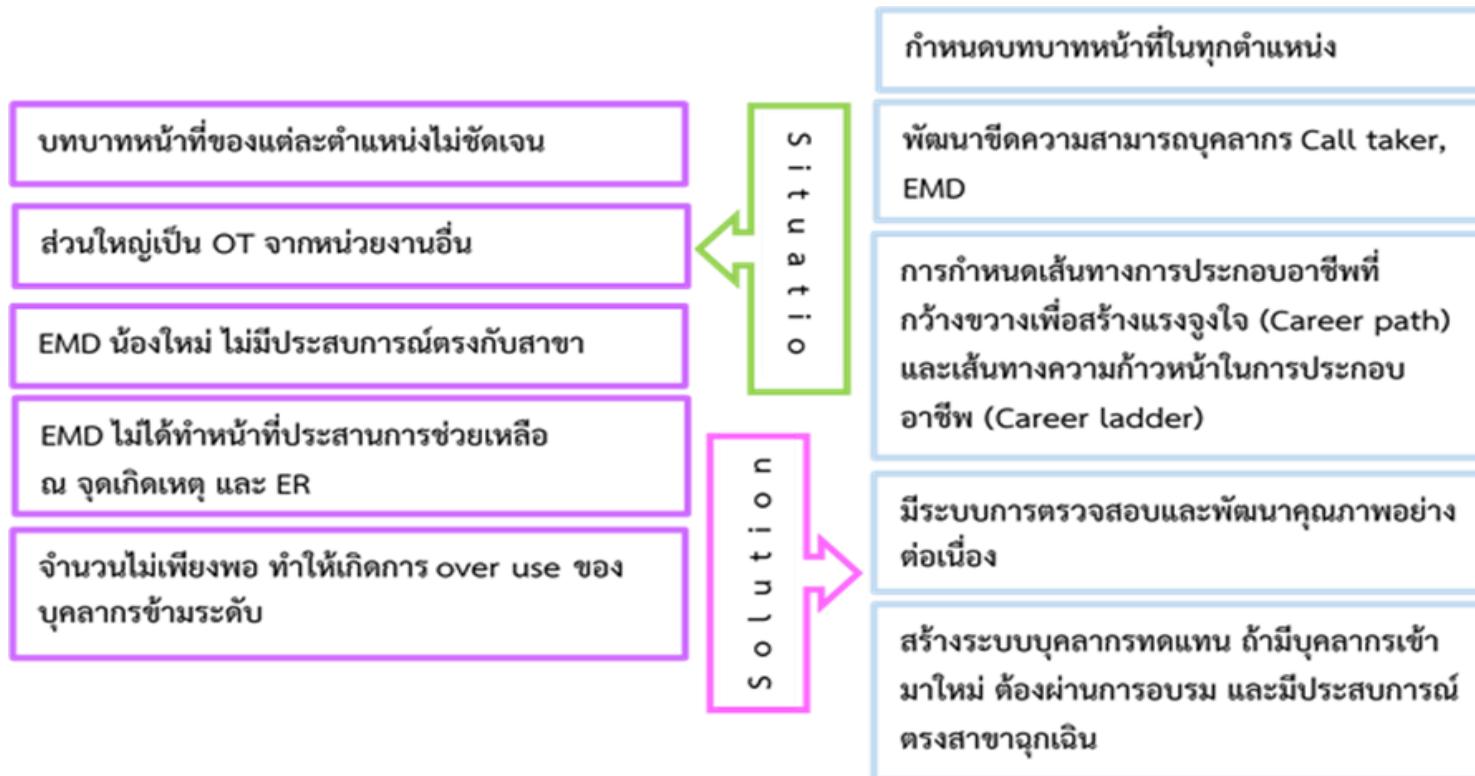 บทบาทหน้าที่ของแต่ละตำแหน่งไม่ชัดเจน
ส่วนใหญ่เป็น OT จากหน่วยงานอื่น
EMD น้องใหม่ ไม่มีประสบการณ์ตรงกับสาขา
EMD ไม่ได้ทำหน้าที่ประสานการช่วยเหลือ
ณ จุดเกิดเหตุ และ ER
จำนวนไม่เพียงพอ ทำให้เกิดการ over use ของ
บุคลากรข้ามระดับ
Situatio
Solution
กำหนดบทบาทหน้าที่ในทุกตำแหน่ง
พัฒนาขีดความสามารถบุคลากร Call taker,
EMD
การกำหนดเส้นทางการประกอบอาชีพที่
กว้างขวางเพื่อสร้างแรงจูงใจ (Career path)
และเส้นทางความก้าวหน้าในการประกอบ
อาชีพ (Career ladder)
มีระบบการตรวจสอบและพัฒนาคุณภาพอย่าง
ต่อเนื่อง
สร้างระบบบุคลากรทดแทน ถ้ามีบุคลากรเข้า
มาใหม่ ต้องผ่านการอบรม และมีประสบการณ์
ตรงสาขาฉุกเฉิน